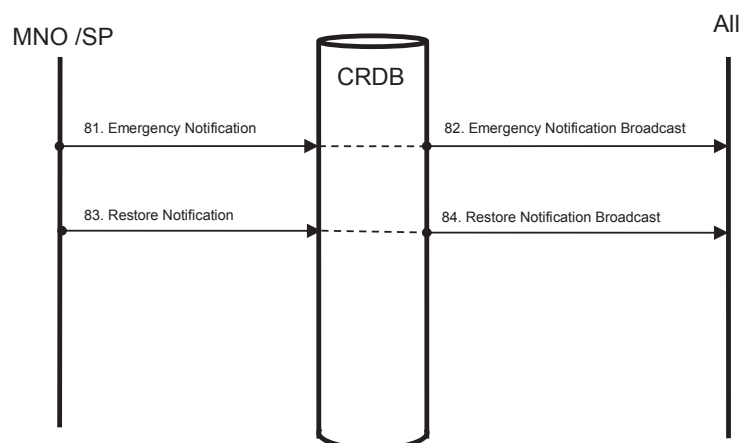 MNO /SP
All
CRDB
81. Emergency Notification
82. Emergency Notification Broadcast
83. Restore Notification
84. Restore Notification Broadcast